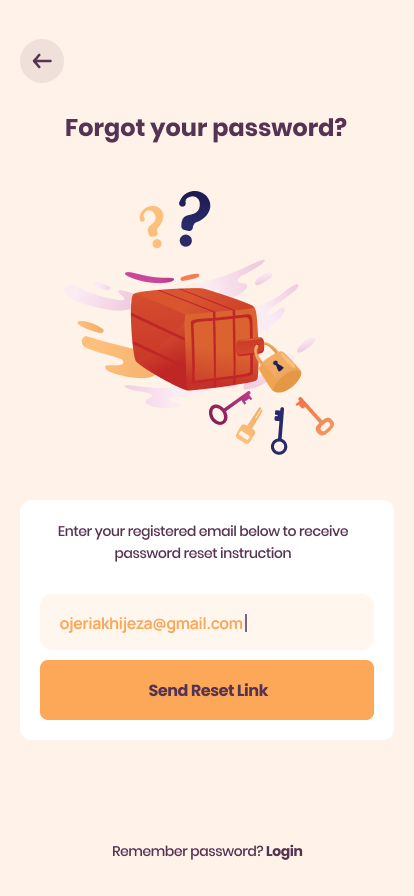 Forgot your password?
? ?
Enter your registered email below to receive
password reset instruction
ojeriakhijeza@gmail.com
Send Reset Link
Remember password? Login